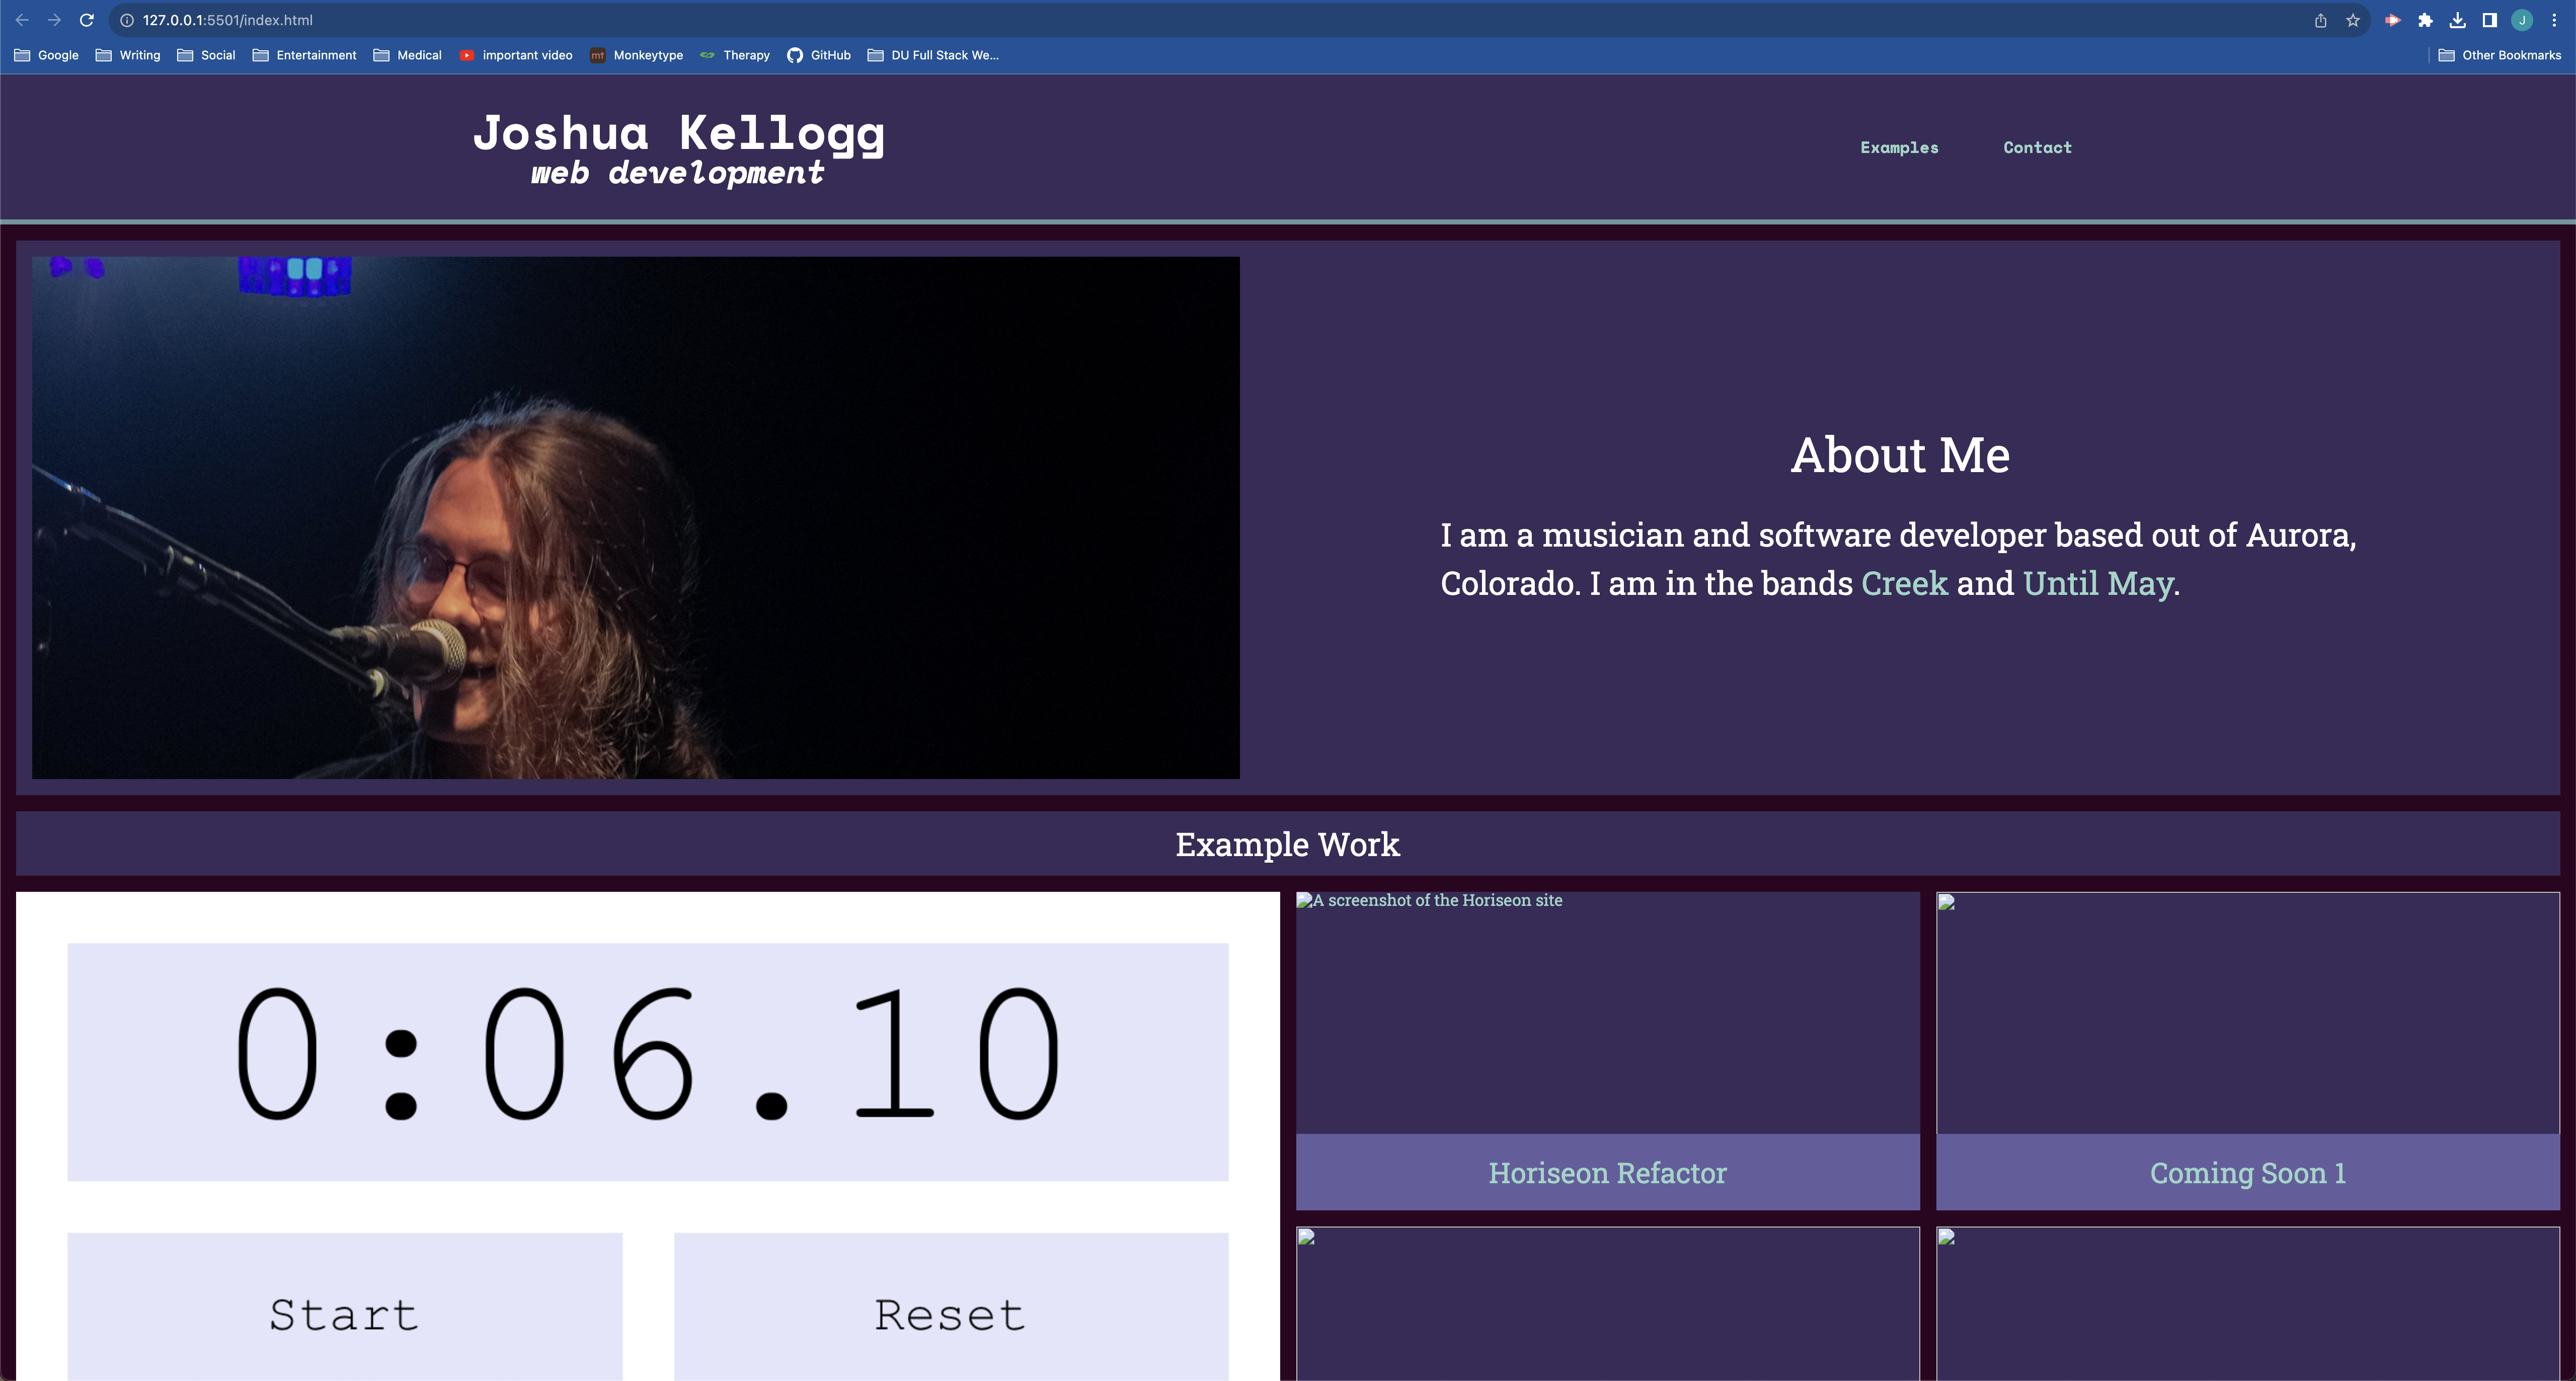 127.0.0.1:5501/index.html
J
Google Writing Social Entertainment Medical important video mt Monkeytype Therapy GitHub DU Full Stack We... Other Bookmarks
Joshua Kellogg
web development
Examples Contact
About Me
I am a musician and software developer based out of Aurora,
Colorado. I am in the bands Creek and Until May.
Example Work
A screenshot of the Horiseon site
0:06.10
Horiseon Refactor Coming Soon 1
Start Reset